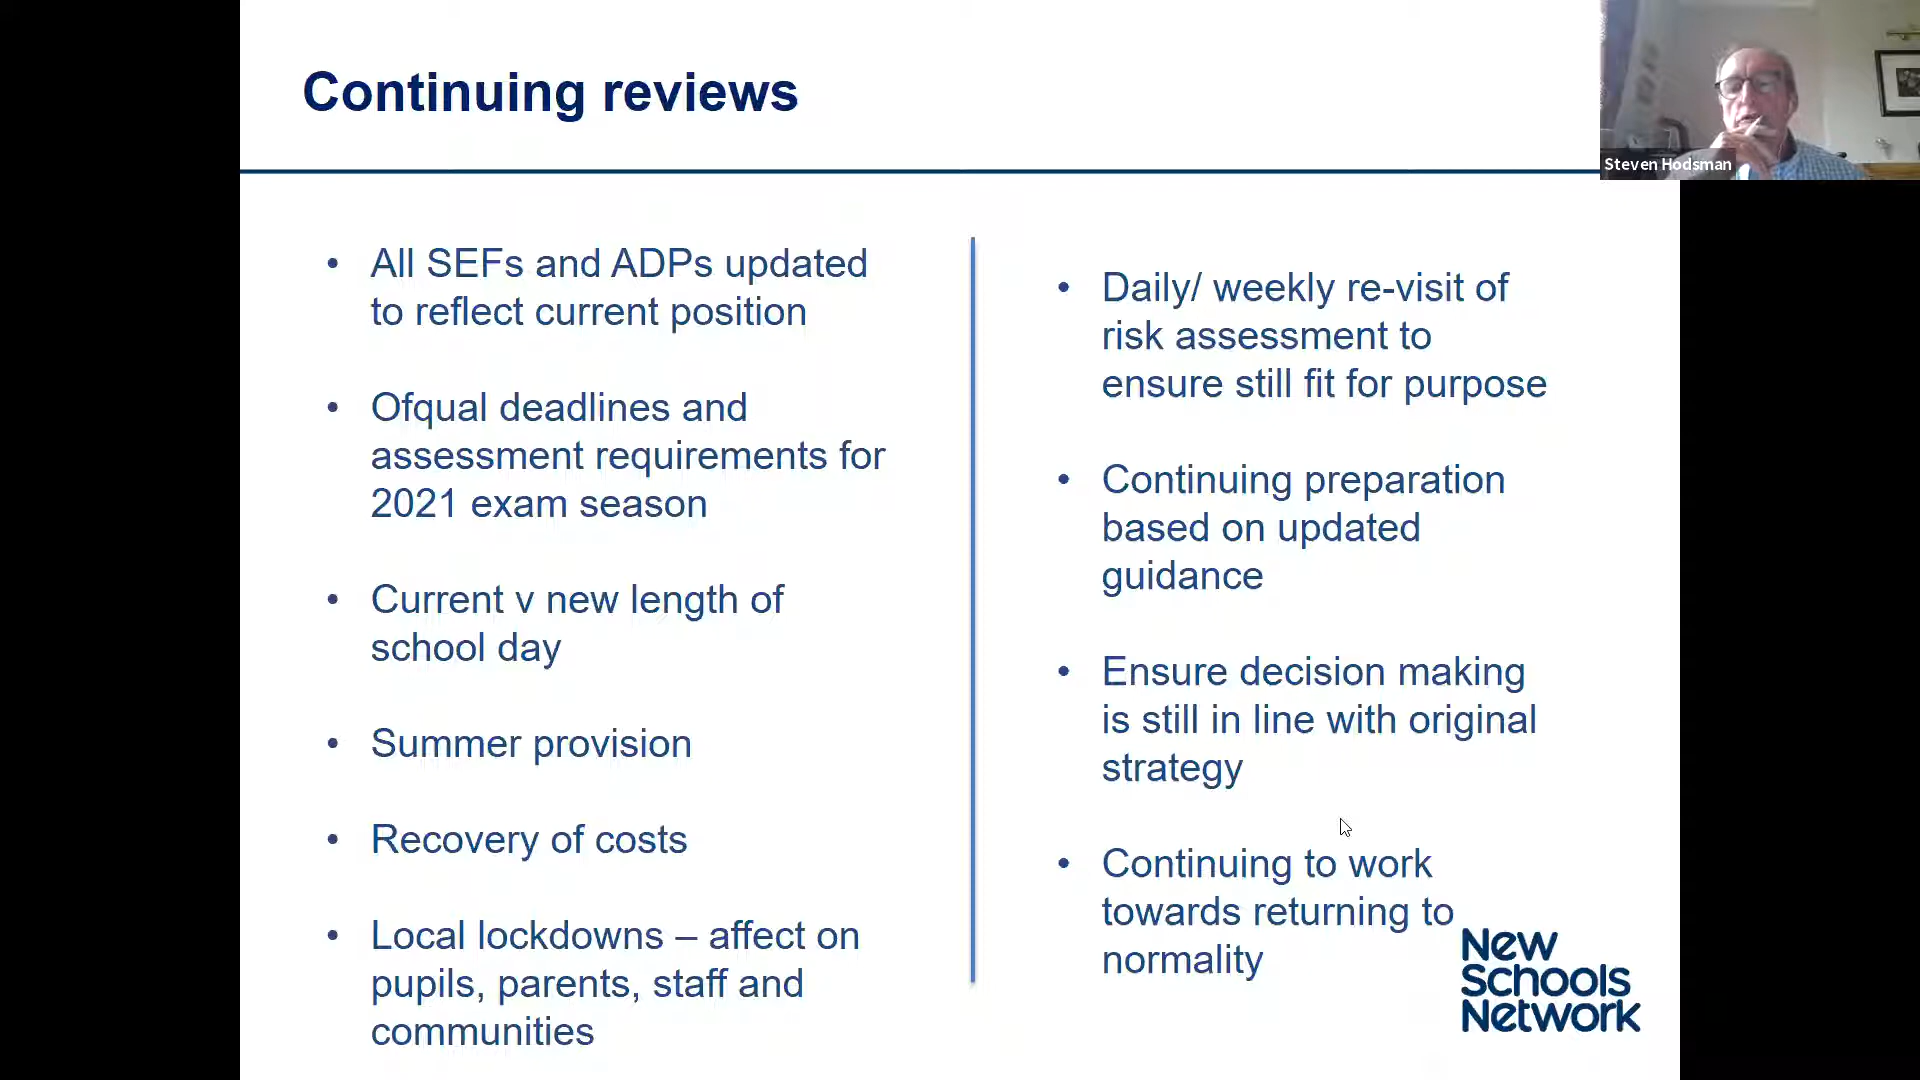 Continuing reviews
Steven Hodsman
• All SEFs and ADPs updated
to reflect current position
• Ofqual deadlines and
assessment requirements for
2021 exam season
• Current v new length of
school day
• Summer provision
• Recovery of costs
• Local lockdowns – affect on
pupils, parents, staff and
communities
• Daily/ weekly re-visit of
risk assessment to
ensure still fit for purpose
• Continuing preparation
based on updated
guidance
• Ensure decision making
is still in line with original
strategy
• Continuing to work
towards returning to
normality
New
Schools
Network